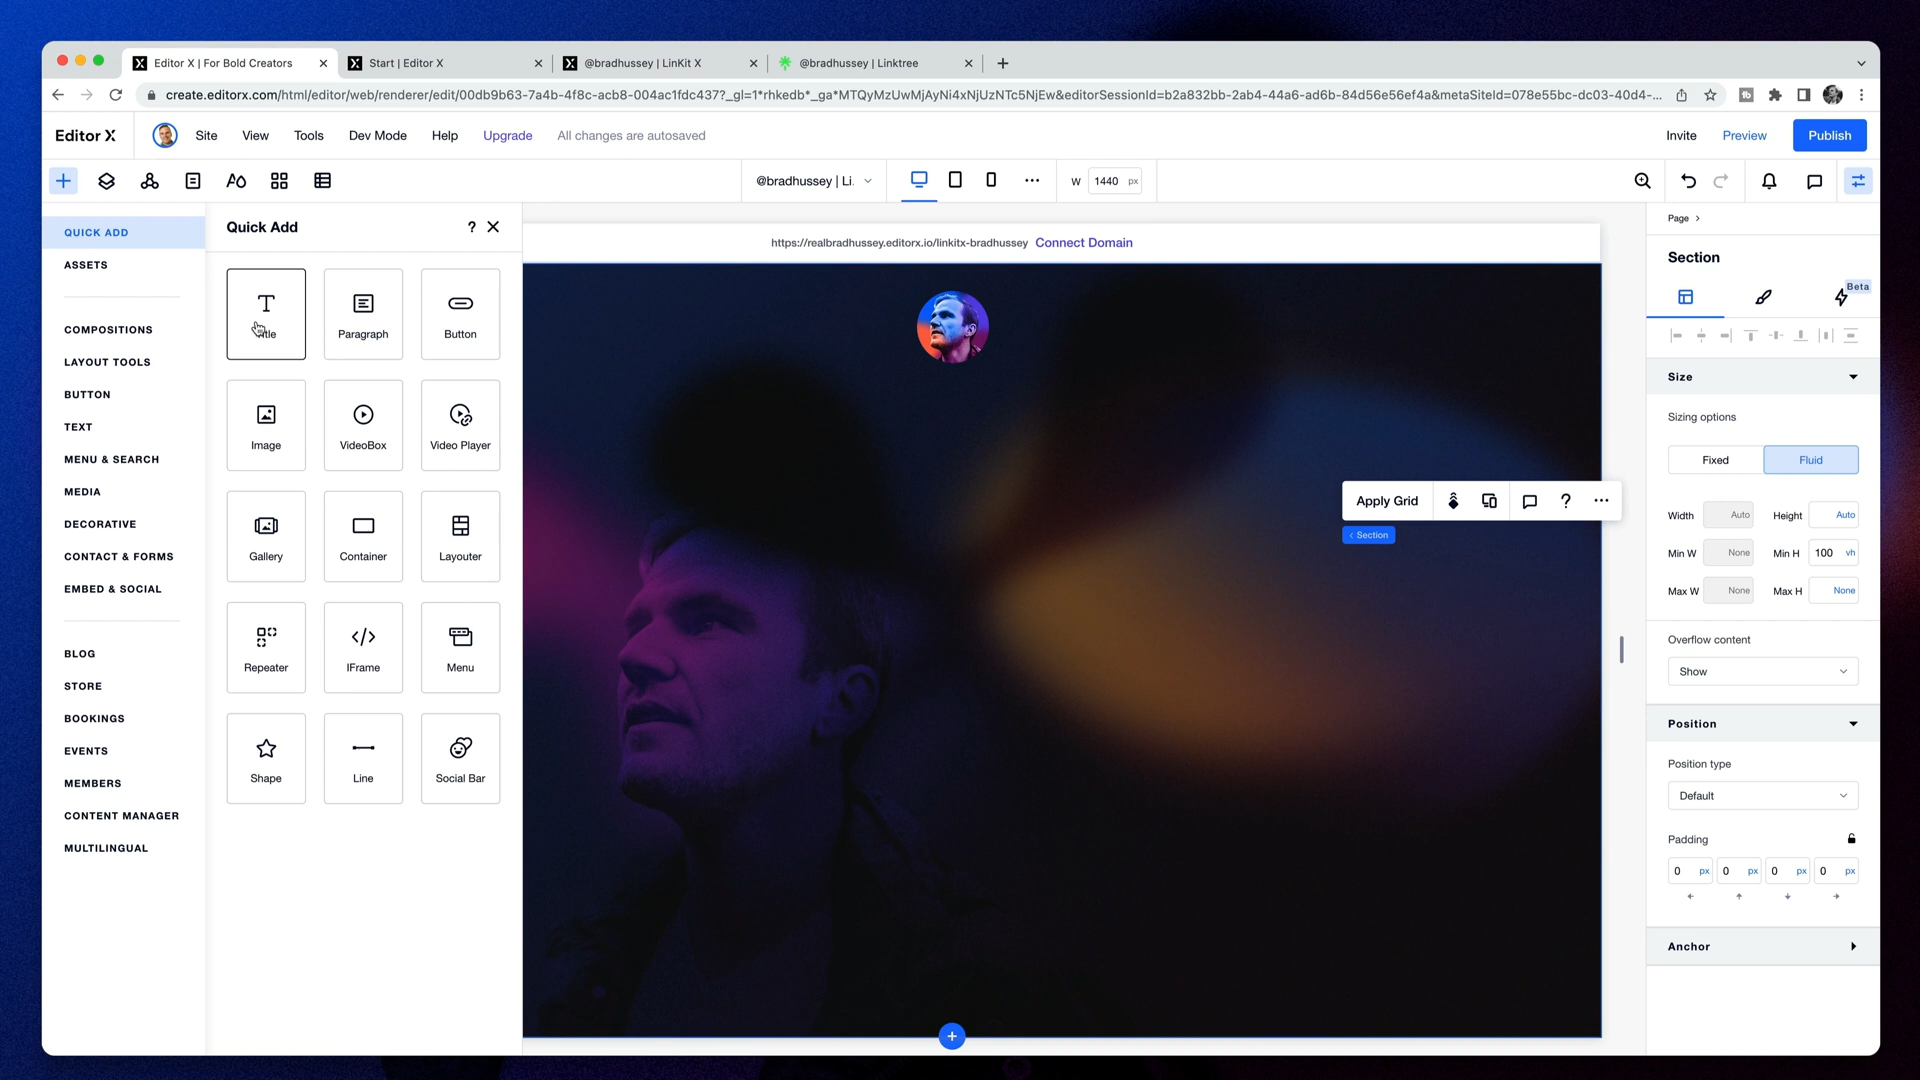 Editor X | For Bold Creators
Start | Editor X
@bradhussey | LinKit X
@bradhussey | Linktree
create.editorx.com/html/editor/web/renderer/edit/00db9b63-7a4b-4f8c-acb8-004ac1fdc437?_gl=1*rhkedb*_ga*MTQyMzUwMjAyNi4xNjUzNTc5NjEw&editorSessionId=b2a832bb-2ab4-44a6-ad6b-84d56e56ef4a&metaSiteId=078e55bc-dc03-40d4-...
Editor X
Site
View
Tools
Dev Mode
Help
Upgrade
All changes are autosaved
Invite
Preview
Publish
@bradhussey | Li.
W 1440 px
QUICK ADD
ASSETS
COMPOSITIONS
LAYOUT TOOLS
BUTTON
TEXT
MENU & SEARCH
MEDIA
DECORATIVE
CONTACT & FORMS
EMBED & SOCIAL
BLOG
STORE
BOOKINGS
EVENTS
MEMBERS
CONTENT MANAGER
MULTILINGUAL
Quick Add
?
Paragraph
Button
Image
VideoBox
Video Player
Gallery
Container
Layouter
Repeater
IFrame
Menu
Shape
Line
Social Bar
https://realbradhussey.editorx.io/linkitx-bradhussey Connect Domain
Apply Grid
?
< Section
Page >
Section
Beta
Size
Sizing options
Fixed
Fluid
Width Auto Height Auto
Min W None Min H 100 vh
Max W None Max H None
Overflow content
Show
Position
Position type
Default
Padding
0 px 0 px 0 px 0 px
Anchor